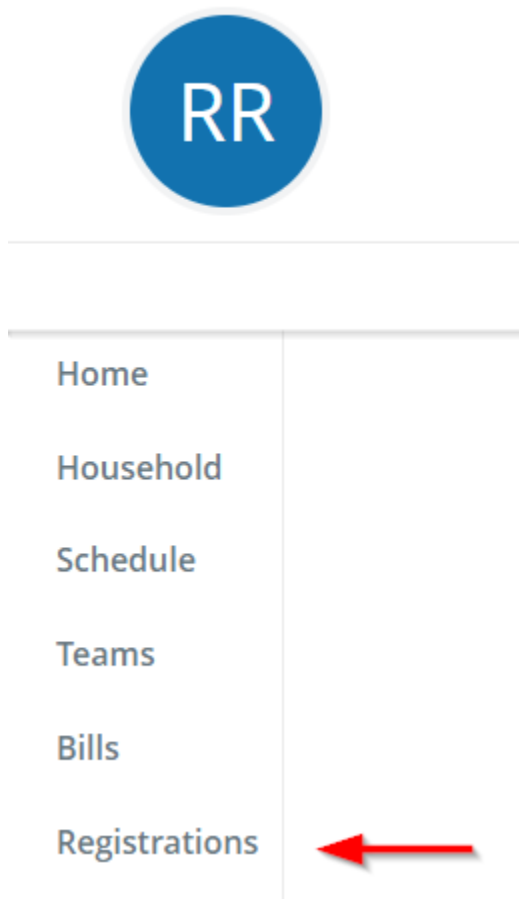 RR
Home
Household
Schedule
Teams
Bills
Registrations